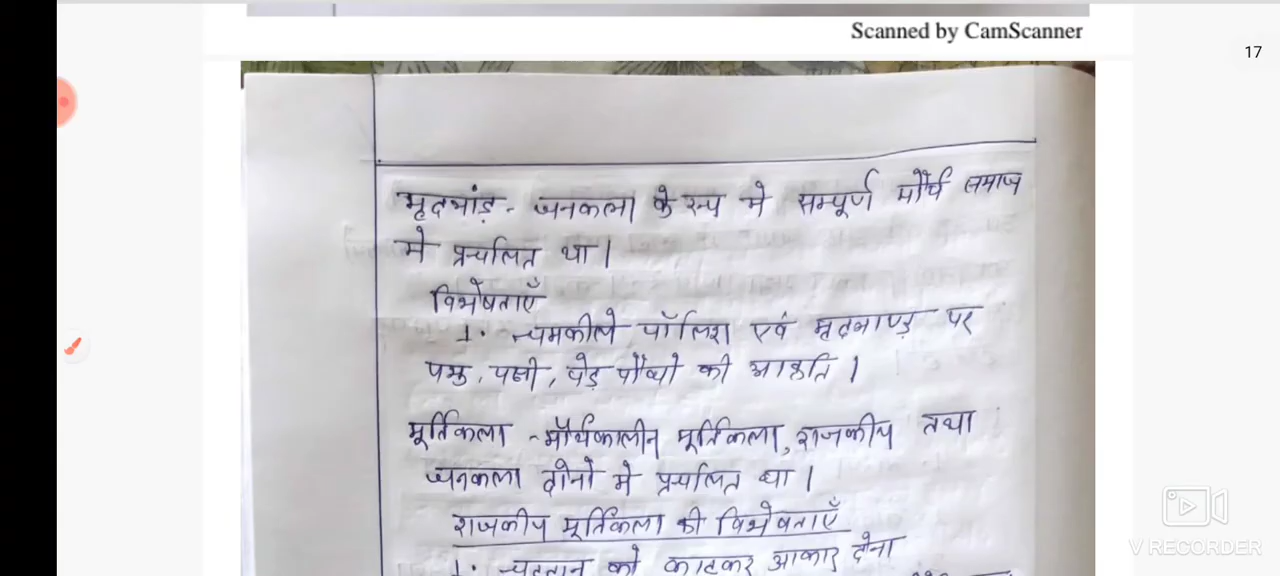 Scanned by CamScanner
17
मृदभांड़ - जनकला के रूप मे सम्पूर्ण मौर्य समाज
मे प्रचलित था।
विशेषताएँ
1. चमकीले पॉलिश एवं मृदभाण्ड़ पर
पशु, पक्षी, पेड़ पौधो की आकृति।
मूर्तिकला - मौर्यकालीन मूर्तिकला, राजकीय तथा
जनकला दोनो मे प्रचलित था।
राजकीय मूर्तिकला की विशेषताएँ
1. चट्टान को काटकर आकार देना
V RECORDER